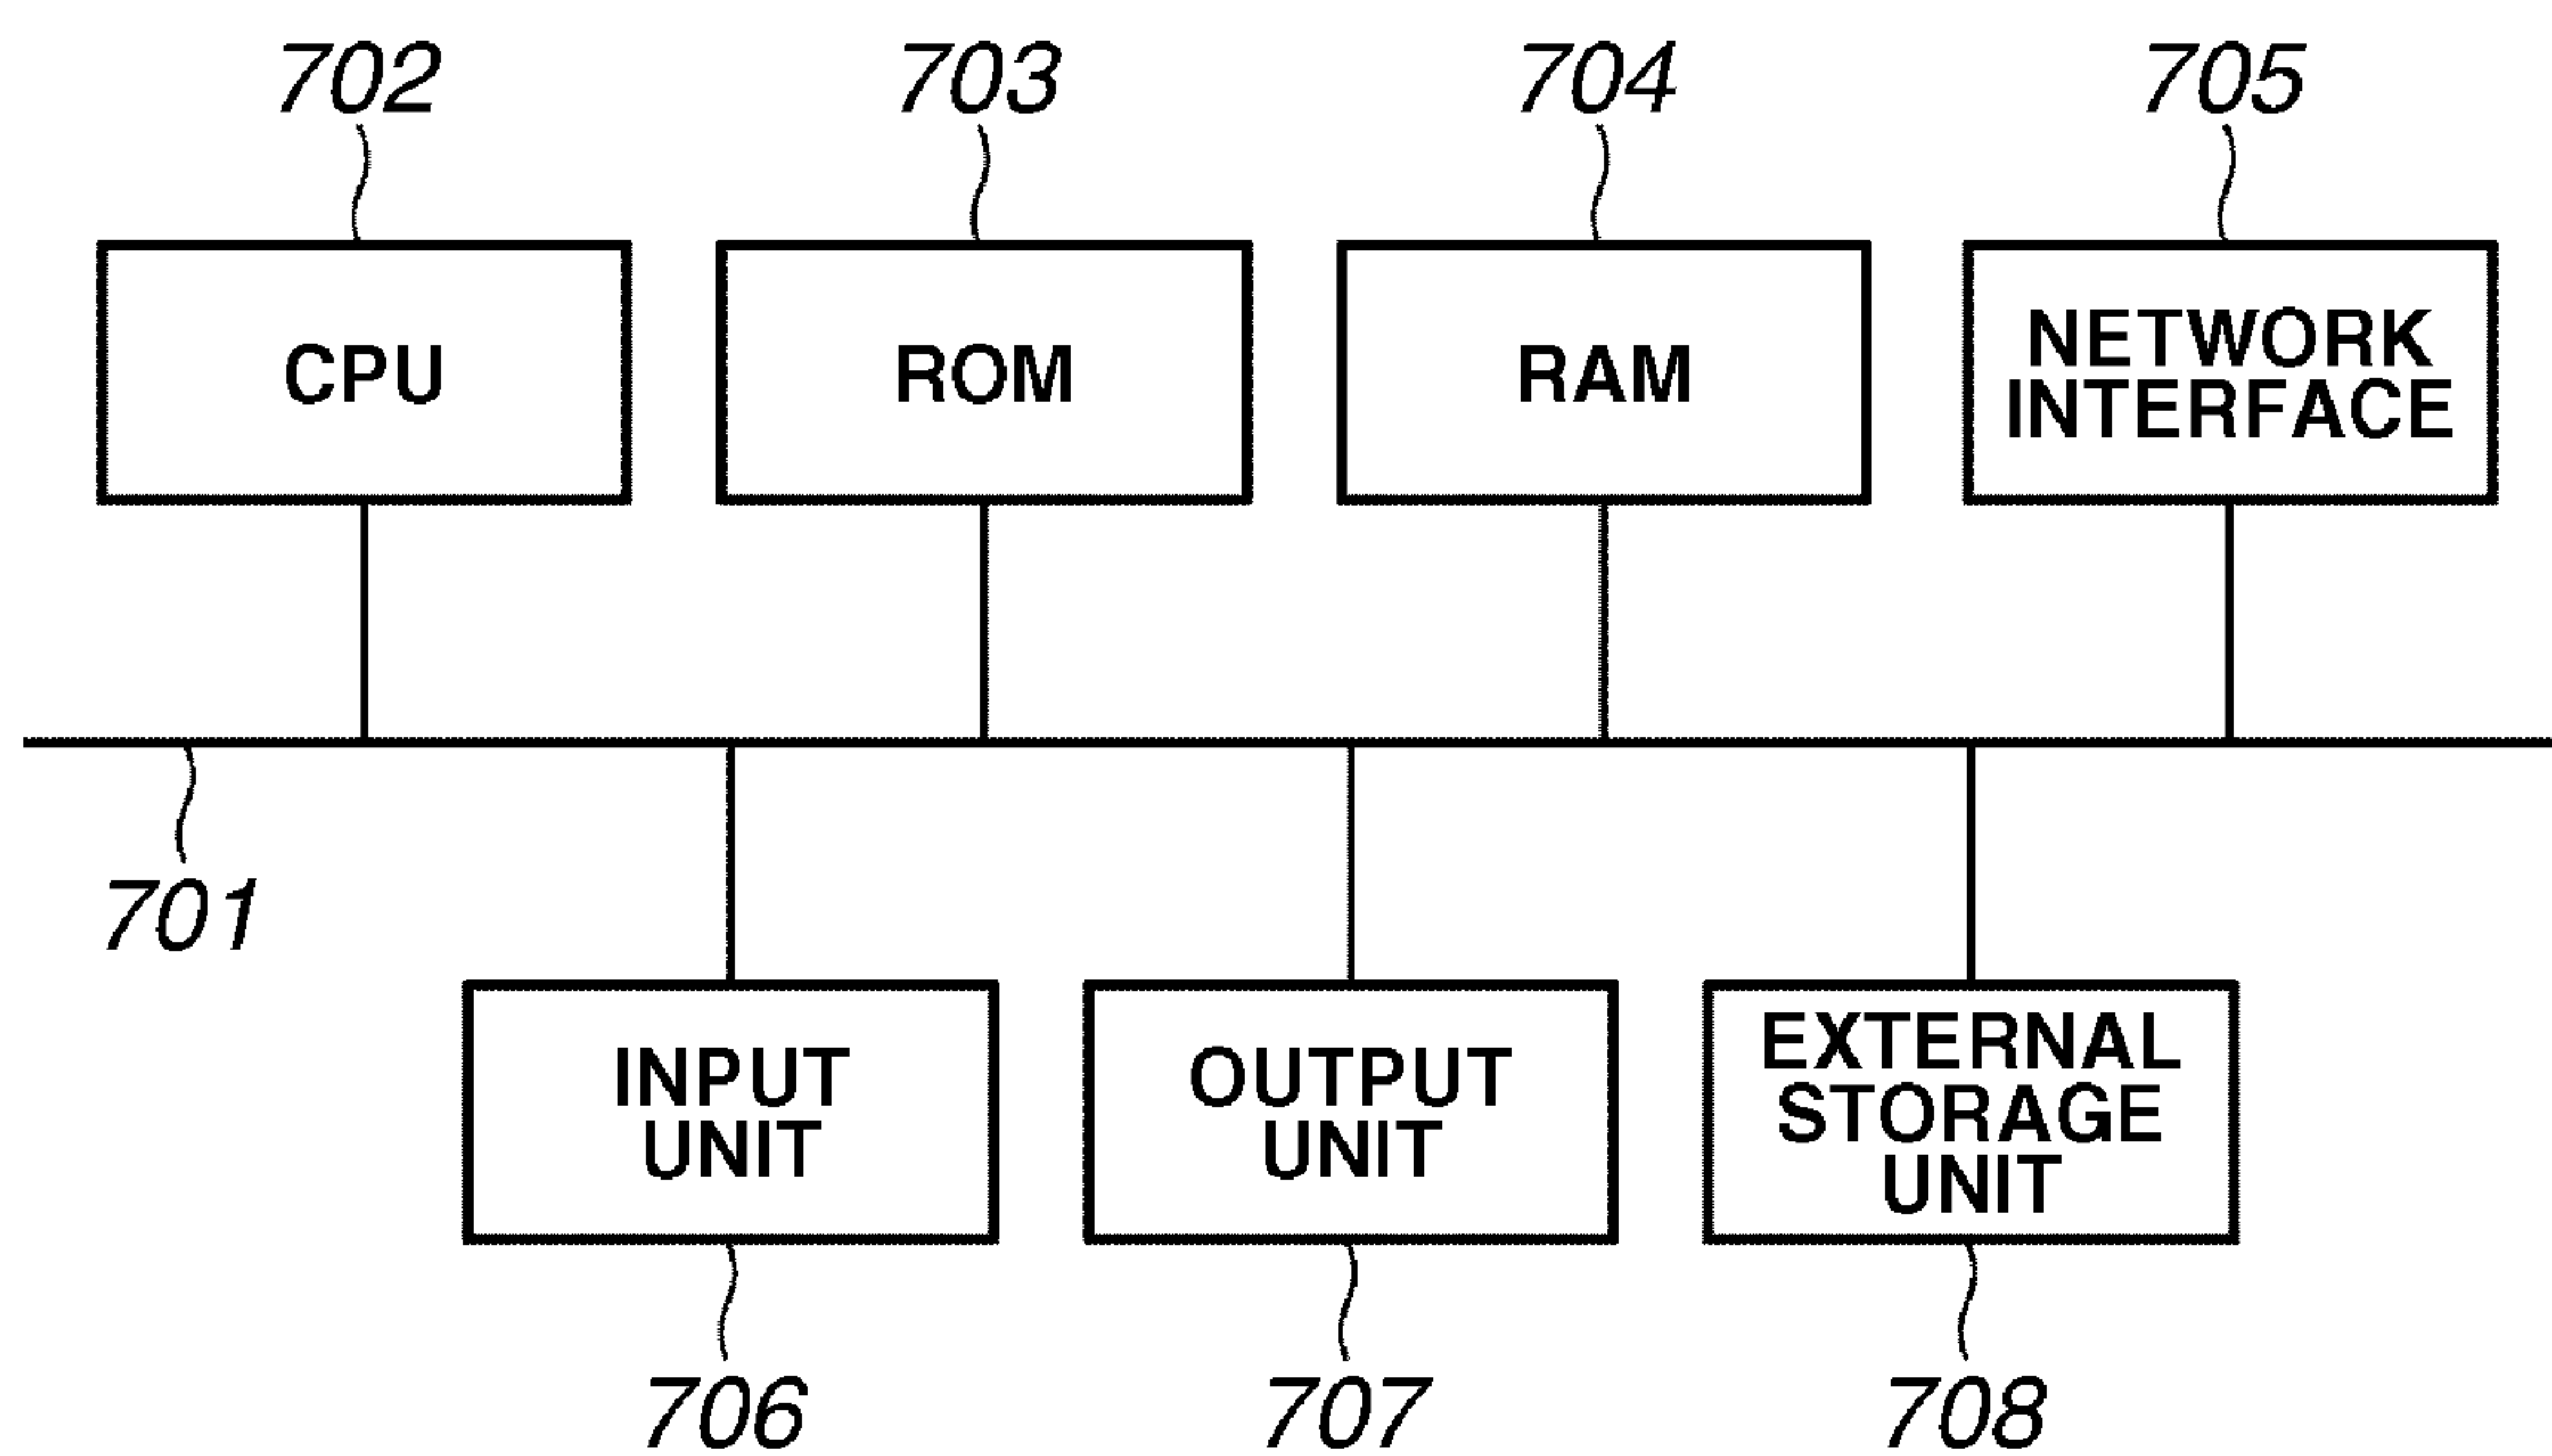 702
703
704
705
CPU
ROM
RAM
NETWORK
INTERFACE
701
INPUT
UNIT
OUTPUT
UNIT
EXTERNAL
STORAGE
UNIT
706
707
708